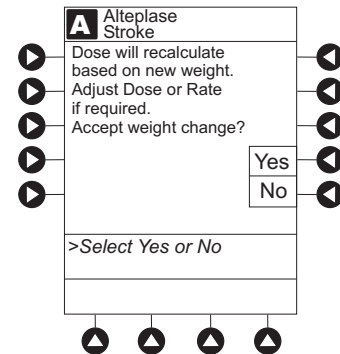 A Alteplase
Stroke
Dose will recalculate
based on new weight.
Adjust Dose or Rate
if required.
Accept weight change?
Yes
No
>Select Yes or No